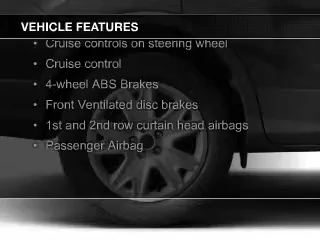 VEHICLE FEATURES
• Cruise controls on steering wheel
• Cruise control
• 4-wheel ABS Brakes
• Front Ventilated disc brakes
• 1st and 2nd row curtain head airbags
• Passenger Airbag